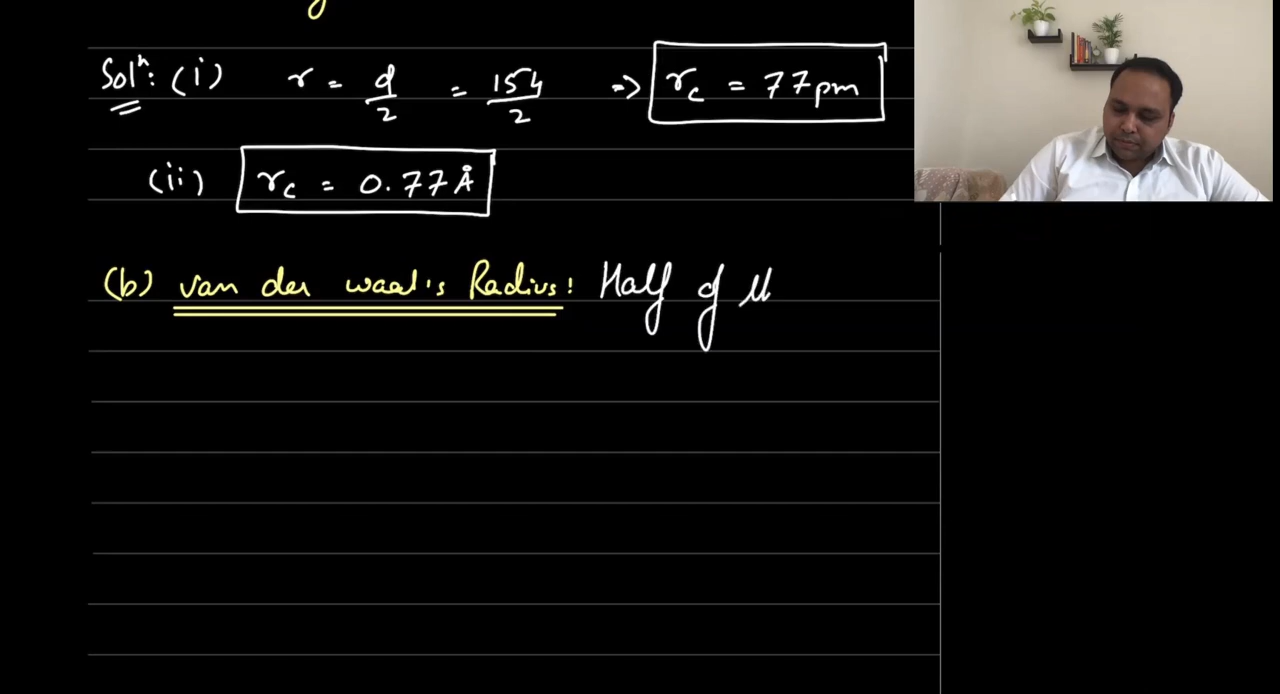 Solⁿ: (i) r = d/2 = 154/2 => r_c = 77pm
(ii) r_c = 0.77 Å
(b) van der waal's Radius: Half of